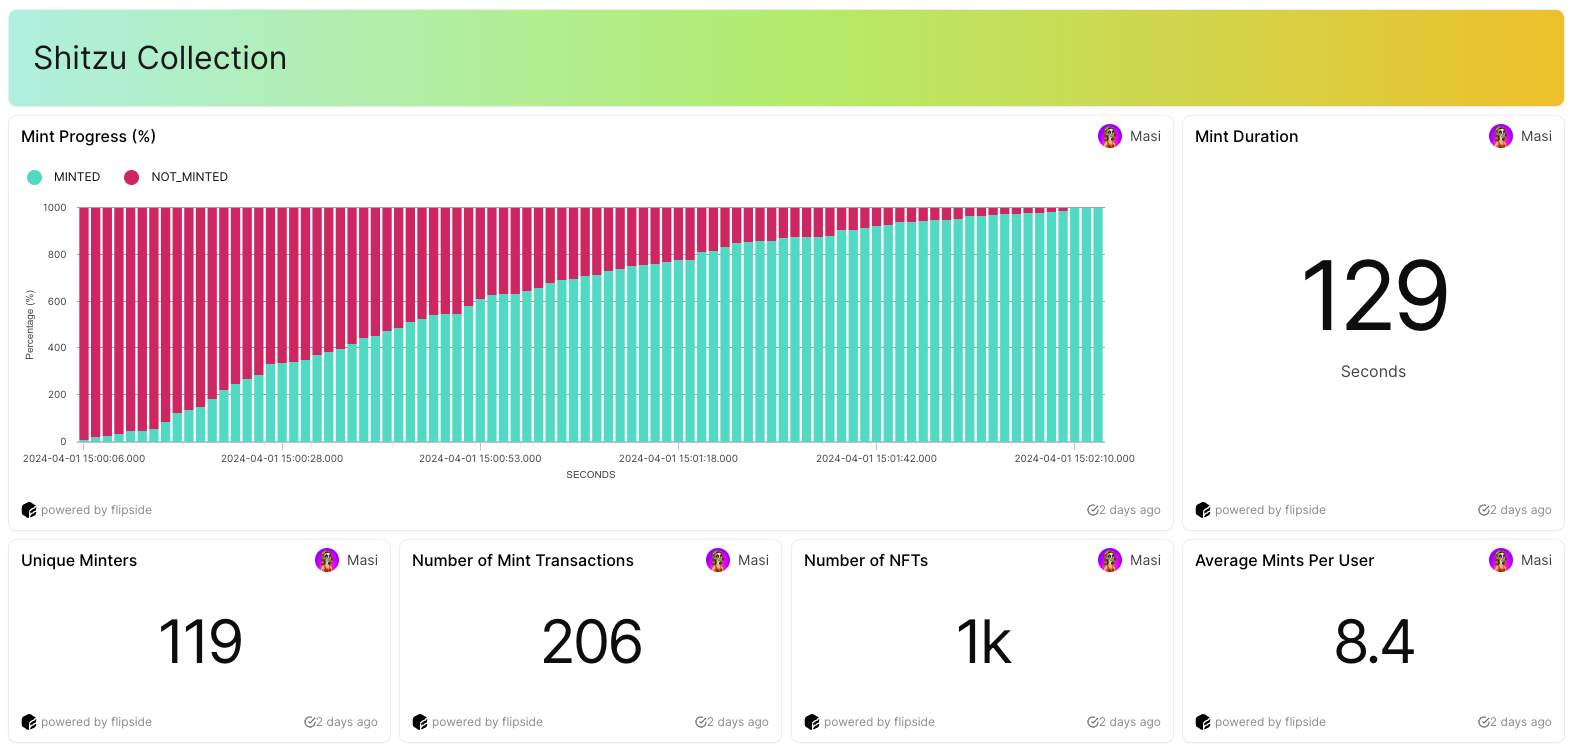 Shitzu Collection
Mint Progress (%)
Masi
MINTED
NOT_MINTED
1000
800
600
400
200
0
Percentage (%)
2024-04-01 15:00:06.000
2024-04-01 15:00:28.000
2024-04-01 15:00:53.000
2024-04-01 15:01:18.000
2024-04-01 15:01:42.000
2024-04-01 15:02:10.000
SECONDS
powered by flipside
2 days ago
Mint Duration
Masi
129
Seconds
powered by flipside
2 days ago
Unique Minters
Masi
119
powered by flipside
2 days ago
Number of Mint Transactions
Masi
206
powered by flipside
2 days ago
Number of NFTs
Masi
1k
powered by flipside
2 days ago
Average Mints Per User
Masi
8.4
powered by flipside
2 days ago